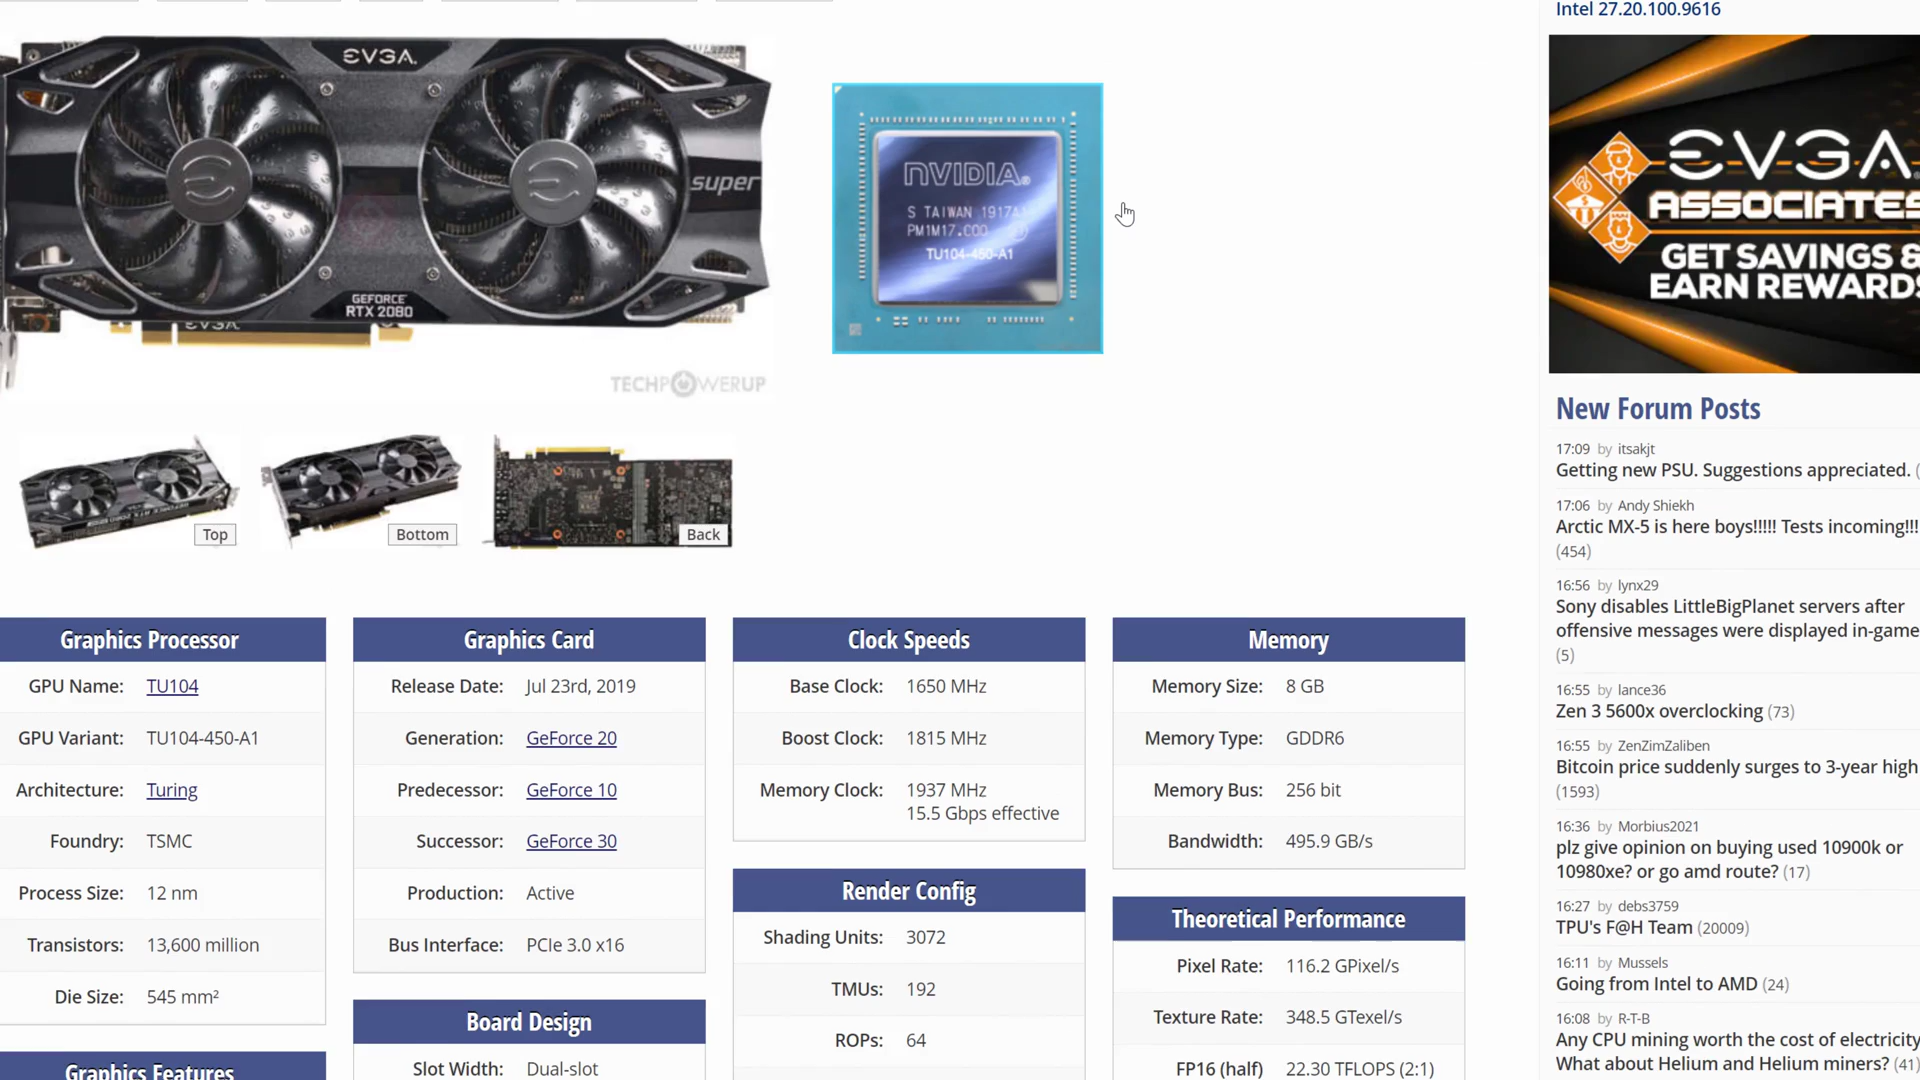 Intel 27.20.100.9616
EVGA
super
GEFORCE
RTX 2080
EVGA
TECHPOWERUP
NVIDIA
S TAIWAN 1917A
PM1M17.C00
TU104-450-A1
EVGA
ASSOCIATES
GET SAVINGS &
EARN REWARDS
Top
Bottom
Back
Graphics Processor
GPU Name: TU104
GPU Variant: TU104-450-A1
Architecture: Turing
Foundry: TSMC
Process Size: 12 nm
Transistors: 13,600 million
Die Size: 545 mm²
Graphics Features
Graphics Card
Release Date: Jul 23rd, 2019
Generation: GeForce 20
Predecessor: GeForce 10
Successor: GeForce 30
Production: Active
Bus Interface: PCIe 3.0 x16
Board Design
Slot Width: Dual-slot
Clock Speeds
Base Clock: 1650 MHz
Boost Clock: 1815 MHz
Memory Clock: 1937 MHz
15.5 Gbps effective
Render Config
Shading Units: 3072
TMUs: 192
ROPs: 64
Memory
Memory Size: 8 GB
Memory Type: GDDR6
Memory Bus: 256 bit
Bandwidth: 495.9 GB/s
Theoretical Performance
Pixel Rate: 116.2 GPixel/s
Texture Rate: 348.5 GTexel/s
FP16 (half) 22.30 TFLOPS (2:1)
New Forum Posts
17:09 by itsakjt
Getting new PSU. Suggestions appreciated. (
17:06 by Andy Shiekh
Arctic MX-5 is here boys!!!!! Tests incoming!!!
(454)
16:56 by lynx29
Sony disables LittleBigPlanet servers after
offensive messages were displayed in-game
(5)
16:55 by lance36
Zen 3 5600x overclocking (73)
16:55 by ZenZimZaliben
Bitcoin price suddenly surges to 3-year high
(1593)
16:36 by Morbius2021
plz give opinion on buying used 10900k or
10980xe? or go amd route? (17)
16:27 by debs3759
TPU's F@H Team (20009)
16:11 by Mussels
Going from Intel to AMD (24)
16:08 by R-T-B
Any CPU mining worth the cost of electricity
What about Helium and Helium miners? (41)